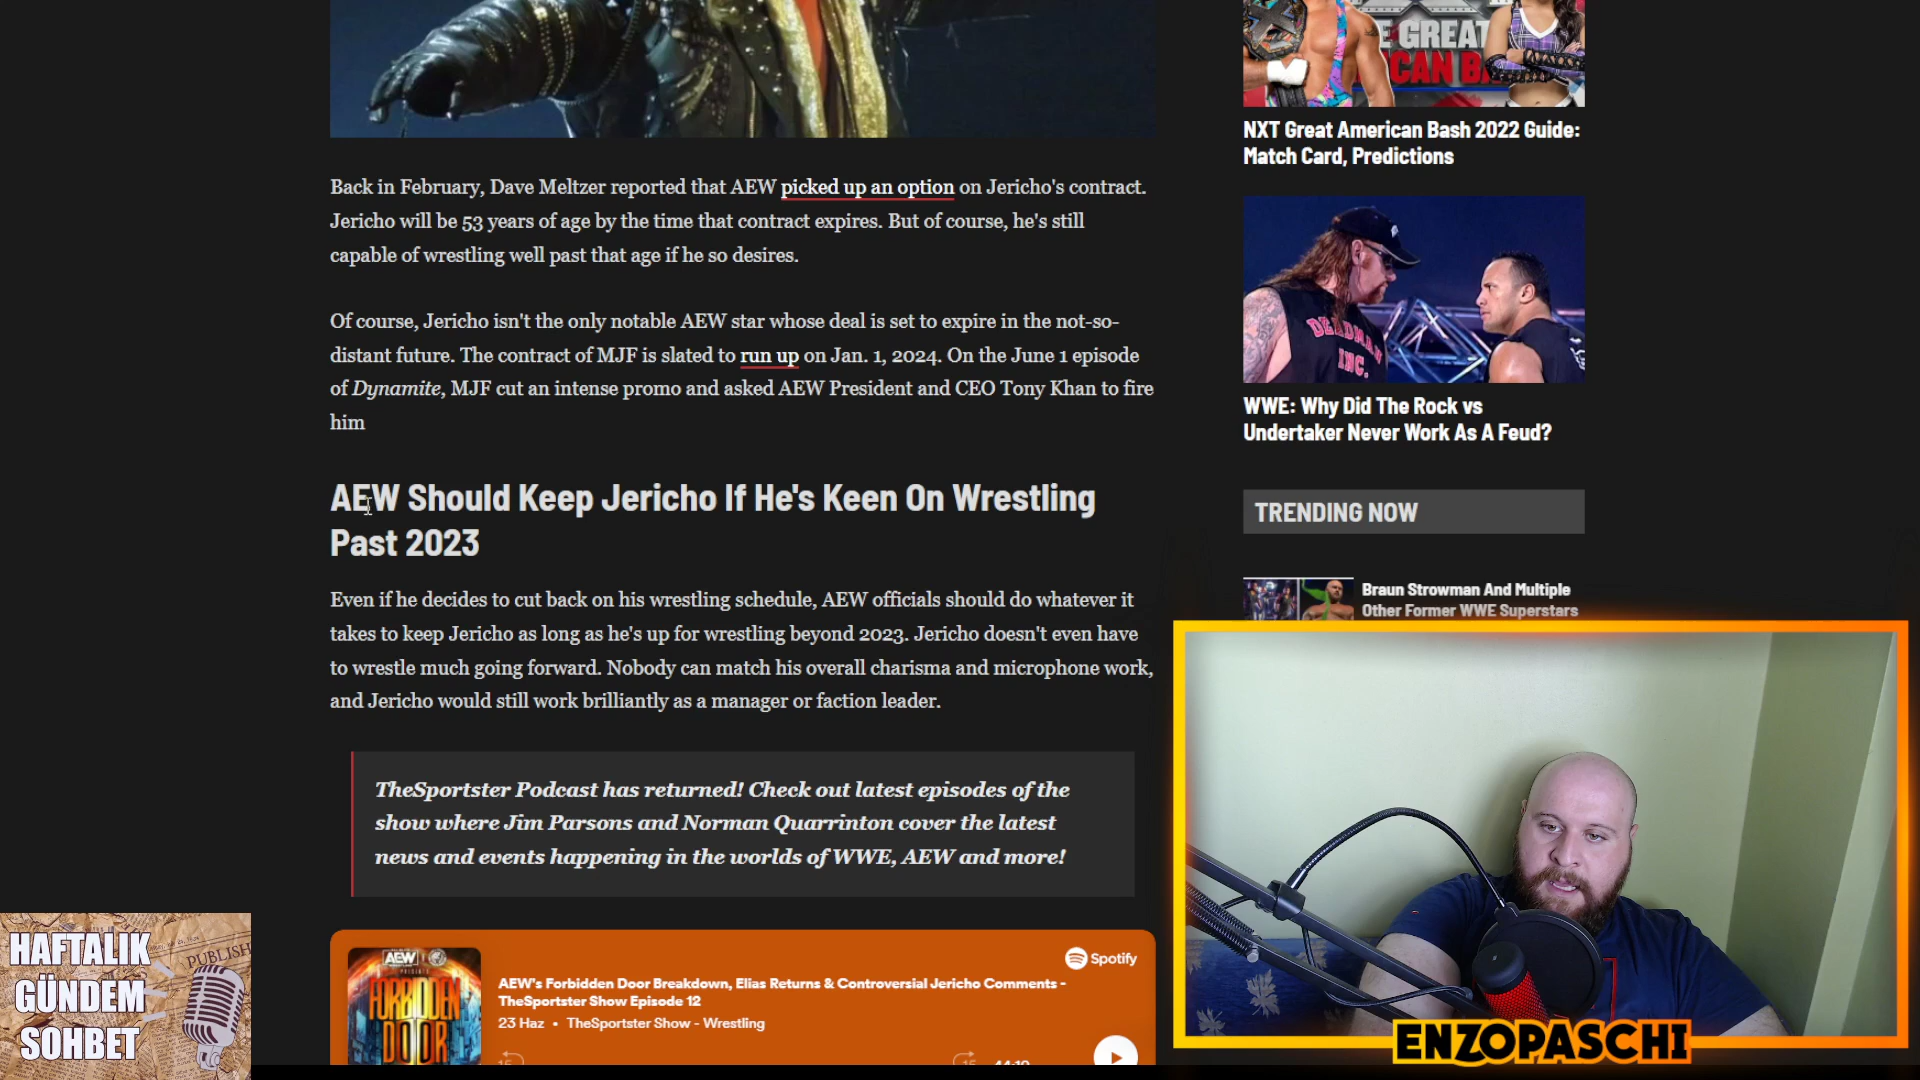 E GREAT
CAN B
NXT Great American Bash 2022 Guide:
Match Card, Predictions
Back in February, Dave Meltzer reported that AEW picked up an option on Jericho's contract.
Jericho will be 53 years of age by the time that contract expires. But of course, he's still
capable of wrestling well past that age if he so desires.
Of course, Jericho isn't the only notable AEW star whose deal is set to expire in the not-so-
distant future. The contract of MJF is slated to run up on Jan. 1, 2024. On the June 1 episode
of Dynamite, MJF cut an intense promo and asked AEW President and CEO Tony Khan to fire
him
DEADMAN
INC.
WWE: Why Did The Rock vs
Undertaker Never Work As A Feud?
AEW Should Keep Jericho If He's Keen On Wrestling
Past 2023
TRENDING NOW
Braun Strowman And Multiple
Other Former WWE Superstars
Even if he decides to cut back on his wrestling schedule, AEW officials should do whatever it
takes to keep Jericho as long as he's up for wrestling beyond 2023. Jericho doesn't even have
to wrestle much going forward. Nobody can match his overall charisma and microphone work,
and Jericho would still work brilliantly as a manager or faction leader.
TheSportster Podcast has returned! Check out latest episodes of the
show where Jim Parsons and Norman Quarrinton cover the latest
news and events happening in the worlds of WWE, AEW and more!
AEW
PRESENTS
FORBIDDEN
DOOR
Spotify
AEW's Forbidden Door Breakdown, Elias Returns & Controversial Jericho Comments -
TheSportster Show Episode 12
23 Haz • TheSportster Show - Wrestling
15
15
44:19
HAFTALIK
GÜNDEM
SOHBET
PUBLISH
ENZOPASCHI